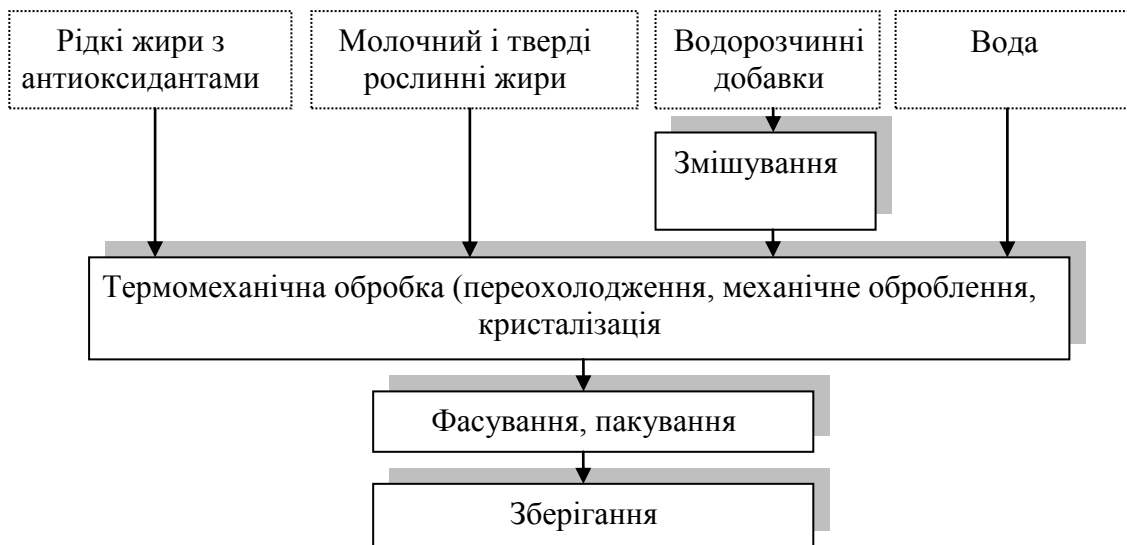 Рідкі жири з
антиоксидантами
Молочний і тверді
рослинні жири
Водорозчинні
добавки
Вода
Змішування
Термомеханічна обробка (переохолодження, механічне оброблення,
кристалізація
Фасування, пакування
Зберігання